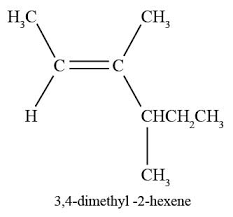 H₃C CH₃
C C
H CHCH₂CH₃
CH₃
3,4-dimethyl -2-hexene